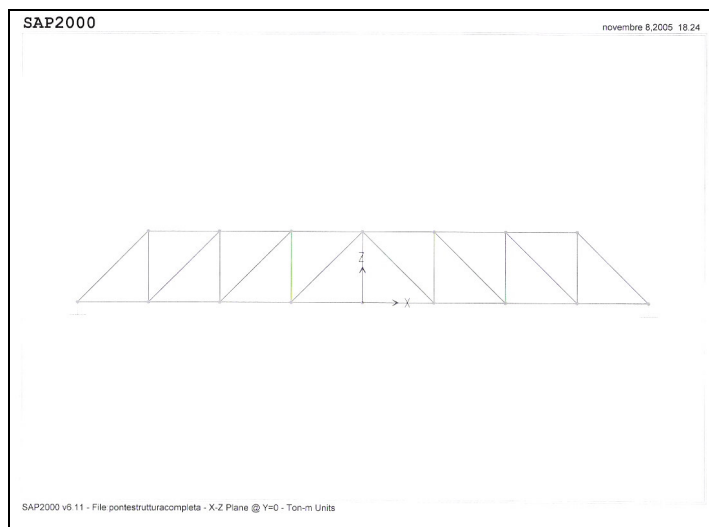 SAP2000
novembre 8,2005 18.24
Z
X
SAP2000 v6.11 - File:pontestrutturacompleta - X-Z Plane @ Y=0 - Ton-m Units